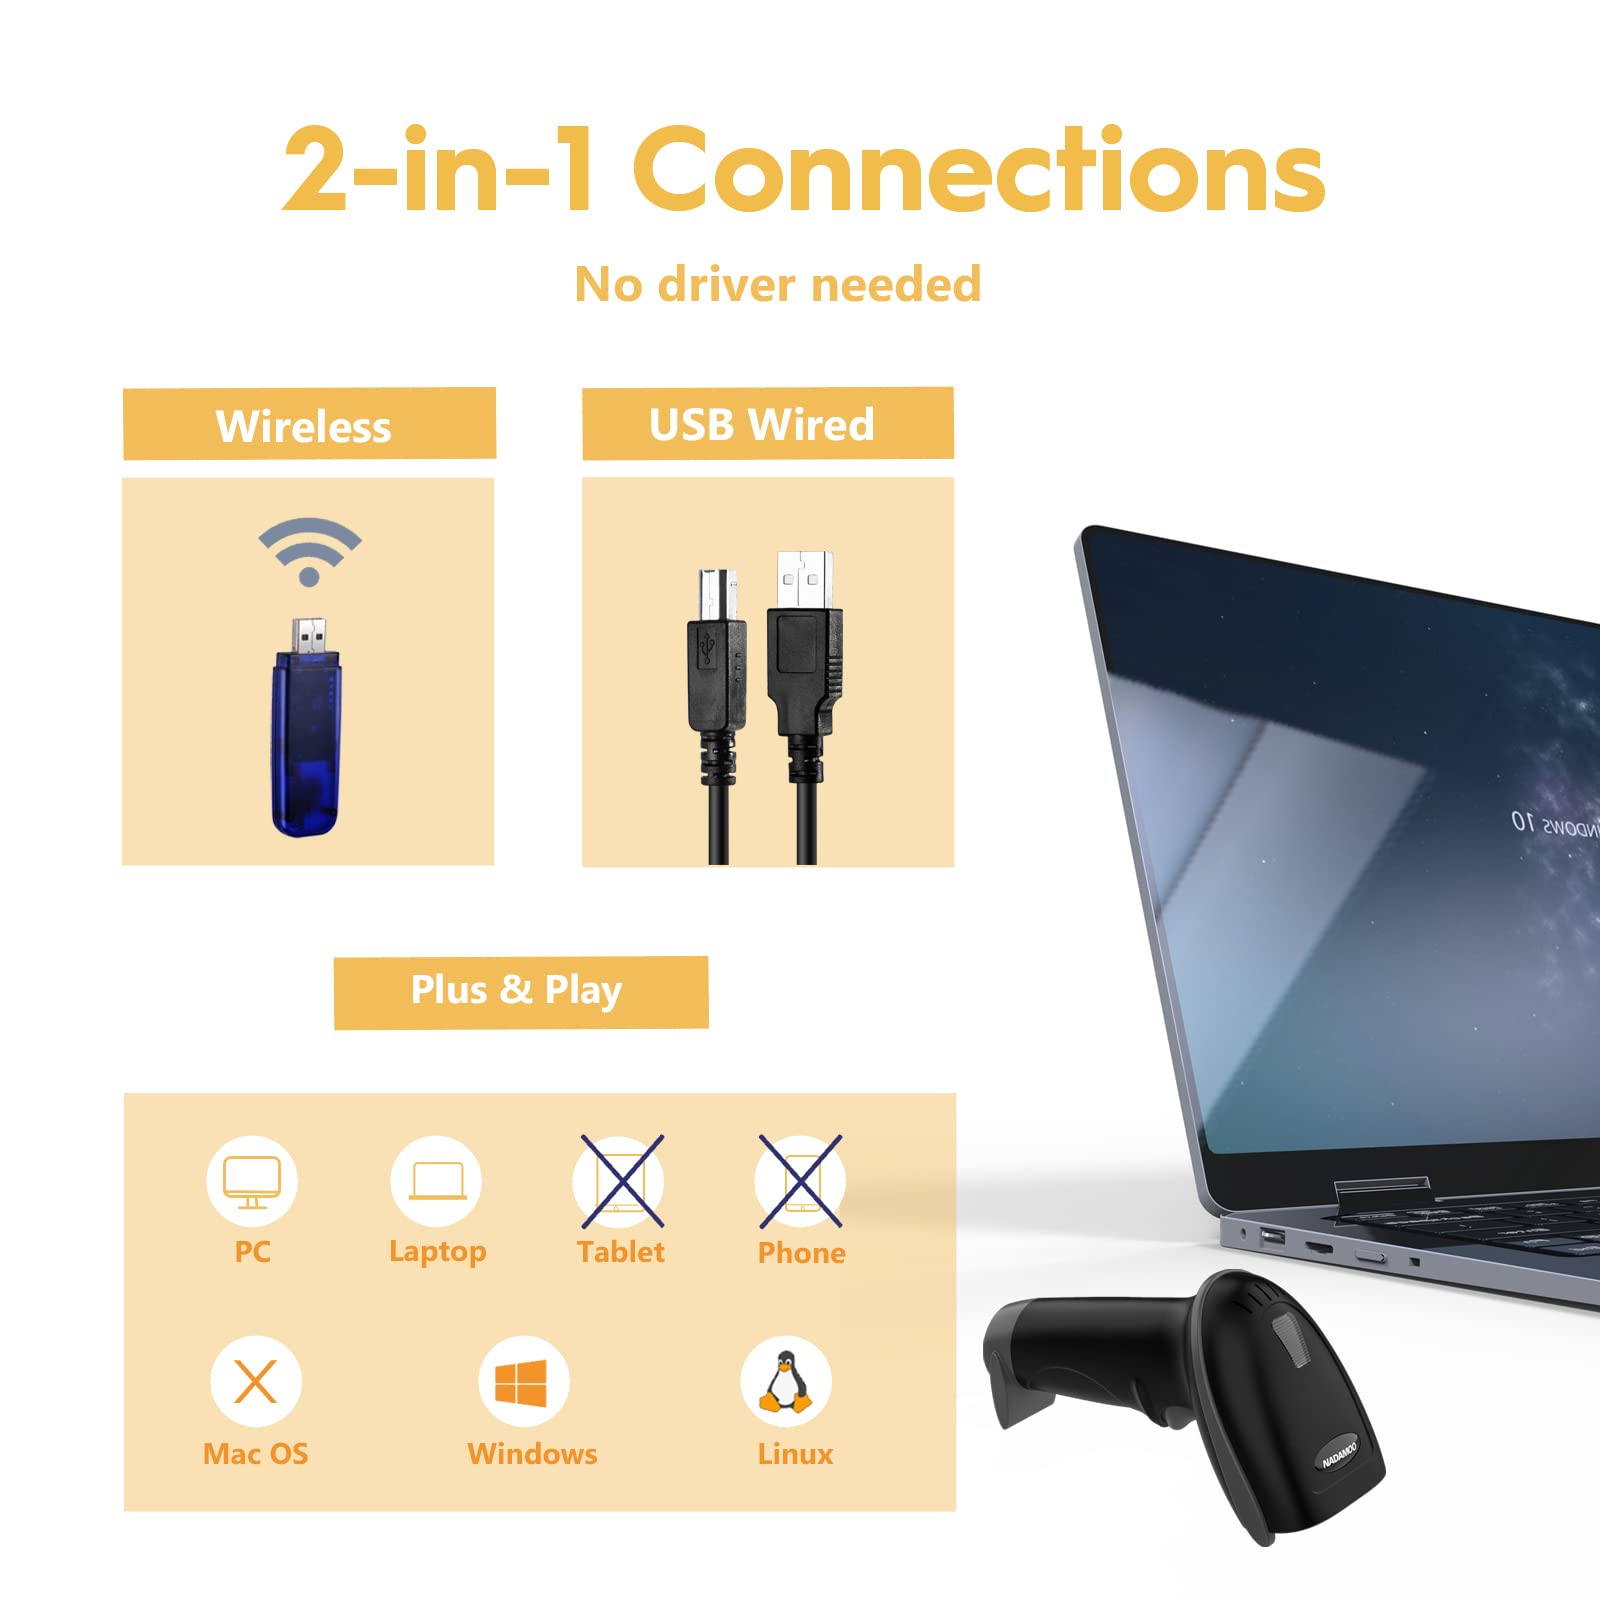 2-in-1 Connections
No driver needed
Wireless
USB Wired
Plus & Play
PC
Laptop
Tablet
Phone
Mac OS
Windows
Linux
NADAMOO